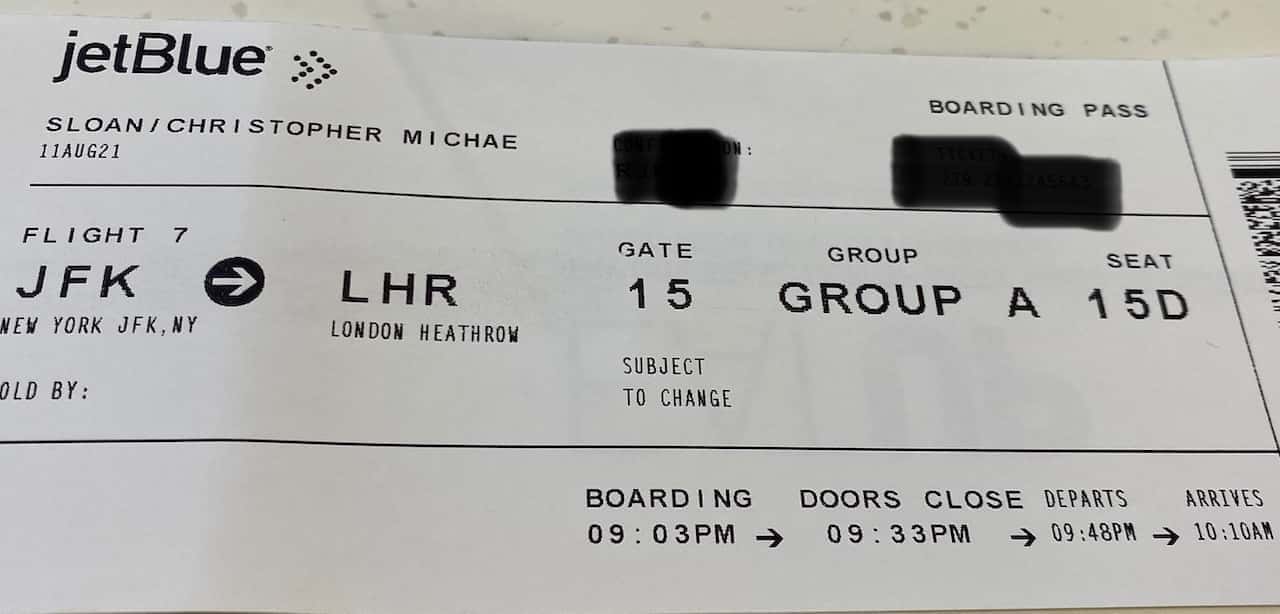 jetBlue
BOARDING PASS
SLOAN/CHRISTOPHER MICHAE
11AUG21
FLIGHT 7
GATE
GROUP
SEAT
JFK
LHR
15
GROUP A
15D
NEW YORK JFK,NY
LONDON HEATHROW
SUBJECT
TO CHANGE
OLD BY:
BOARDING
DOORS CLOSE
DEPARTS
ARRIVES
09:03PM
09:33PM
09:48PM
10:10AM